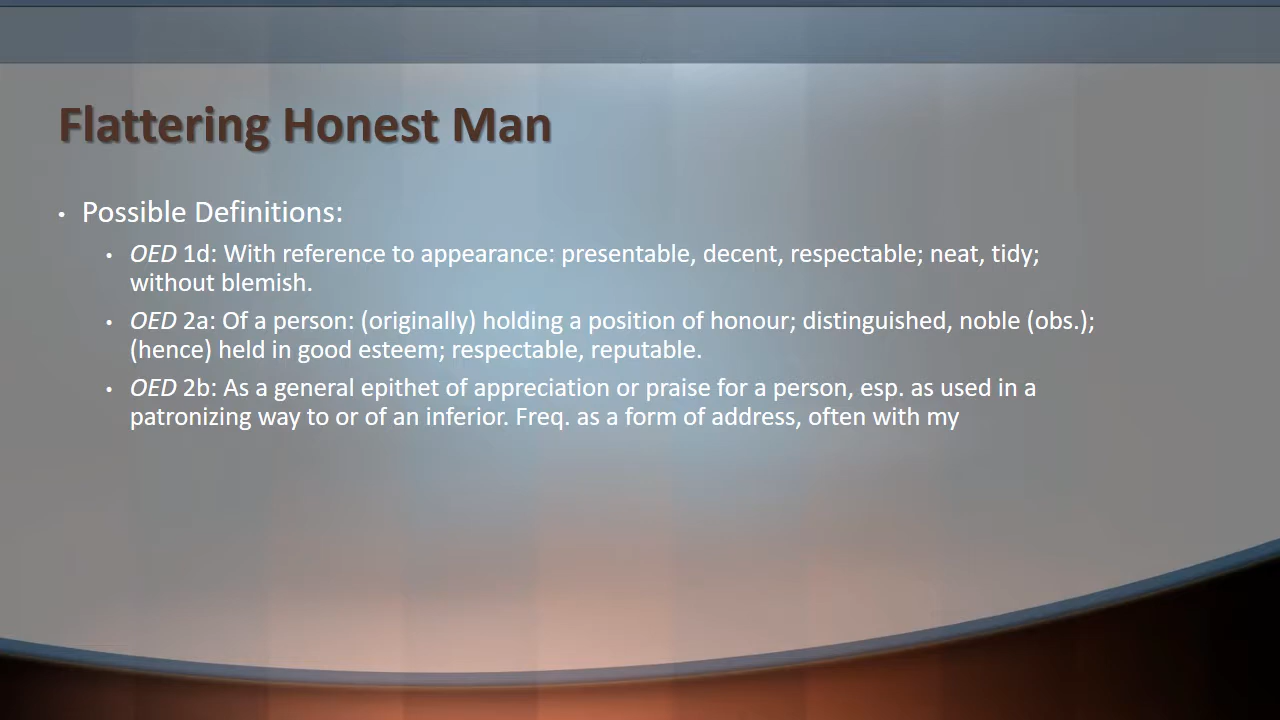 Flattering Honest Man
• Possible Definitions:
• OED 1d: With reference to appearance: presentable, decent, respectable; neat, tidy;
without blemish.
• OED 2a: Of a person: (originally) holding a position of honour; distinguished, noble (obs.);
(hence) held in good esteem; respectable, reputable.
• OED 2b: As a general epithet of appreciation or praise for a person, esp. as used in a
patronizing way to or of an inferior. Freq. as a form of address, often with my